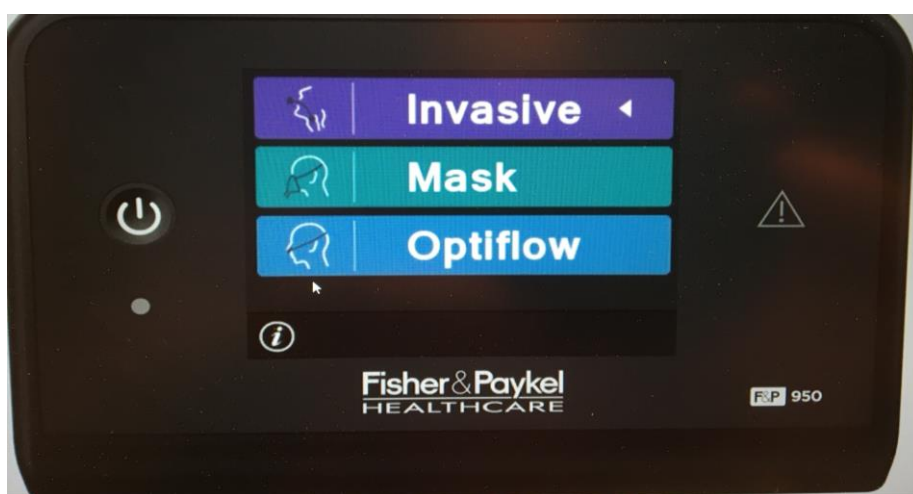 Invasive
Mask
Optiflow
i
Fisher&Paykel
HEALTHCARE
F&P 950